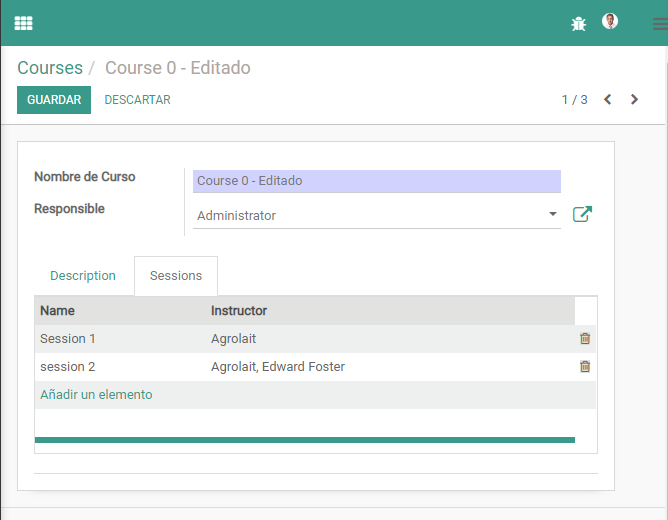 Courses / Course 0 - Editado
GUARDAR DESCARTAR 1 / 3
Nombre de Curso Course 0 - Editado
Responsible Administrator
Description Sessions
Name Instructor
Session 1 Agrolait
session 2 Agrolait, Edward Foster
Añadir un elemento